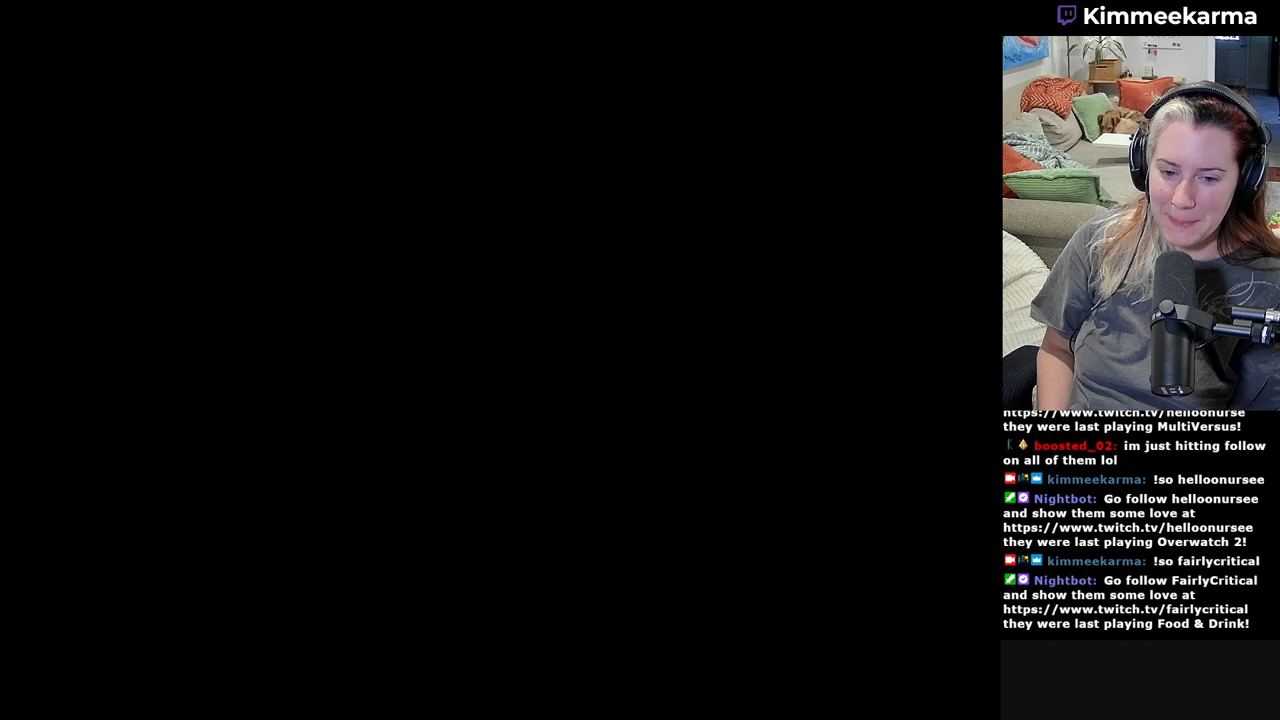 Kimmeekarma
https://www.twitch.tv/helloonurse
they were last playing MultiVersus!
boosted_02: im just hitting follow
on all of them lol
kimmeekarma: !so helloonursee
Nightbot: Go follow helloonursee
and show them some love at
https://www.twitch.tv/helloonursee
they were last playing Overwatch 2!
kimmeekarma: !so fairlycritical
Nightbot: Go follow FairlyCritical
and show them some love at
https://www.twitch.tv/fairlycritical
they were last playing Food & Drink!